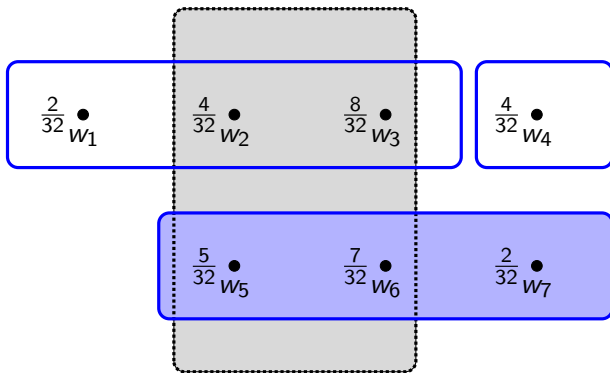 2/32 w₁ 4/32 w₂ 8/32 w₃ 4/32 w₄
5/32 w₅ 7/32 w₆ 2/32 w₇